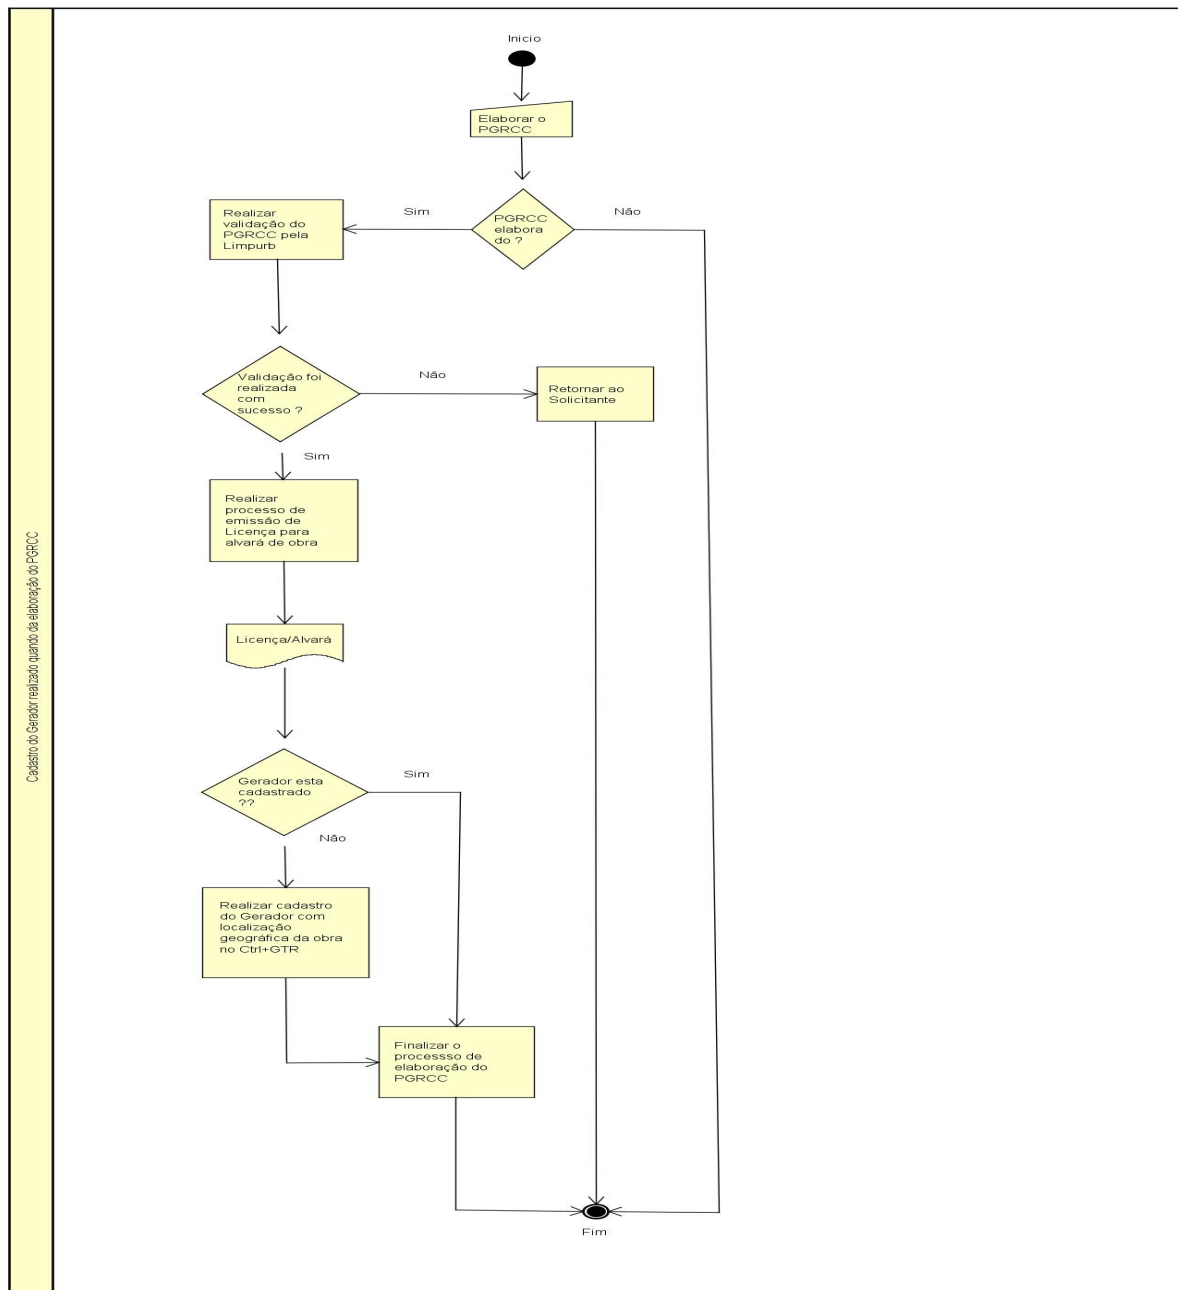 Inicio
Elaborar o
PGRCC
PGRCC
elabora
do ?
Sim
Não
Realizar
validação do
PGRCC pela
Limpurb
Validação foi
realizada
com
sucesso ?
Não
Retornar ao
Solicitante
Sim
Realizar
processo de
emissão de
Licença para
alvará de obra
Licença/Alvará
Gerador esta
cadastrado
??
Sim
Não
Realizar cadastro
do Gerador com
localização
geográfica da obra
no Ctrl+GTR
Finalizar o
processso de
elaboração do
PGRCC
Fim
Cadastro do Gerador realizado quando da elaboração do PGRCC